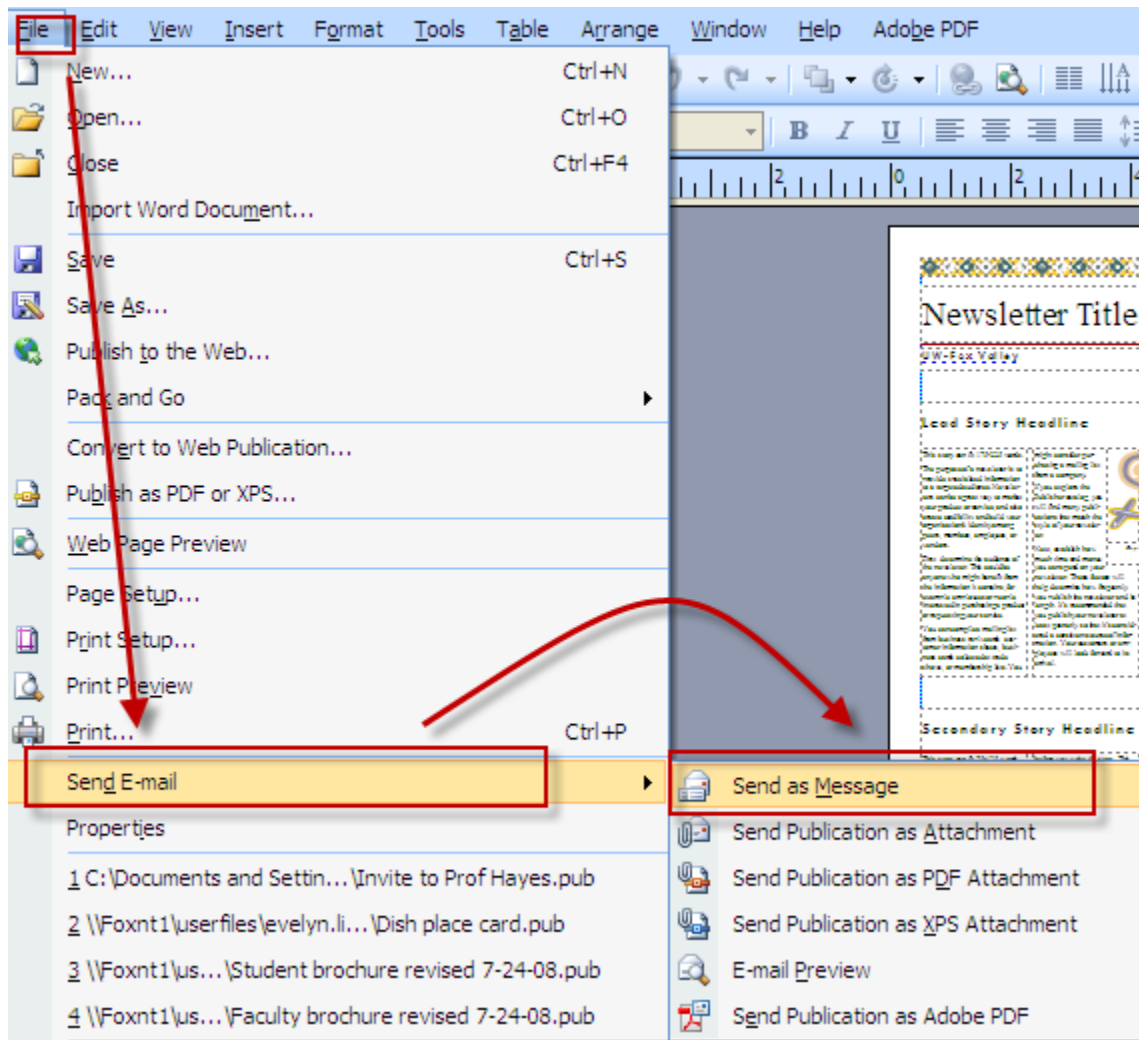 File Edit View Insert Format Tools Table Arrange Window Help Adobe PDF
New... Ctrl+N
Open... Ctrl+O
Close Ctrl+F4
Import Word Document...
Save Ctrl+S
Save As...
Publish to the Web...
Pack and Go
Convert to Web Publication...
Publish as PDF or XPS...
Web Page Preview
Page Setup...
Print Setup...
Print Preview
Print... Ctrl+P
Send E-mail
Properties
1 C:\Documents and Settin...\Invite to Prof Hayes.pub
2 \\Foxnt1\userfiles\evelyn.li...\Dish place card.pub
3 \\Foxnt1\us...\Student brochure revised 7-24-08.pub
4 \\Foxnt1\us...\Faculty brochure revised 7-24-08.pub
Send as Message
Send Publication as Attachment
Send Publication as PDF Attachment
Send Publication as XPS Attachment
E-mail Preview
Send Publication as Adobe PDF
B I U
2 0 2 4
Newsletter Title
UW-Fox Valley
Lead Story Headline
Secondary Story Headline